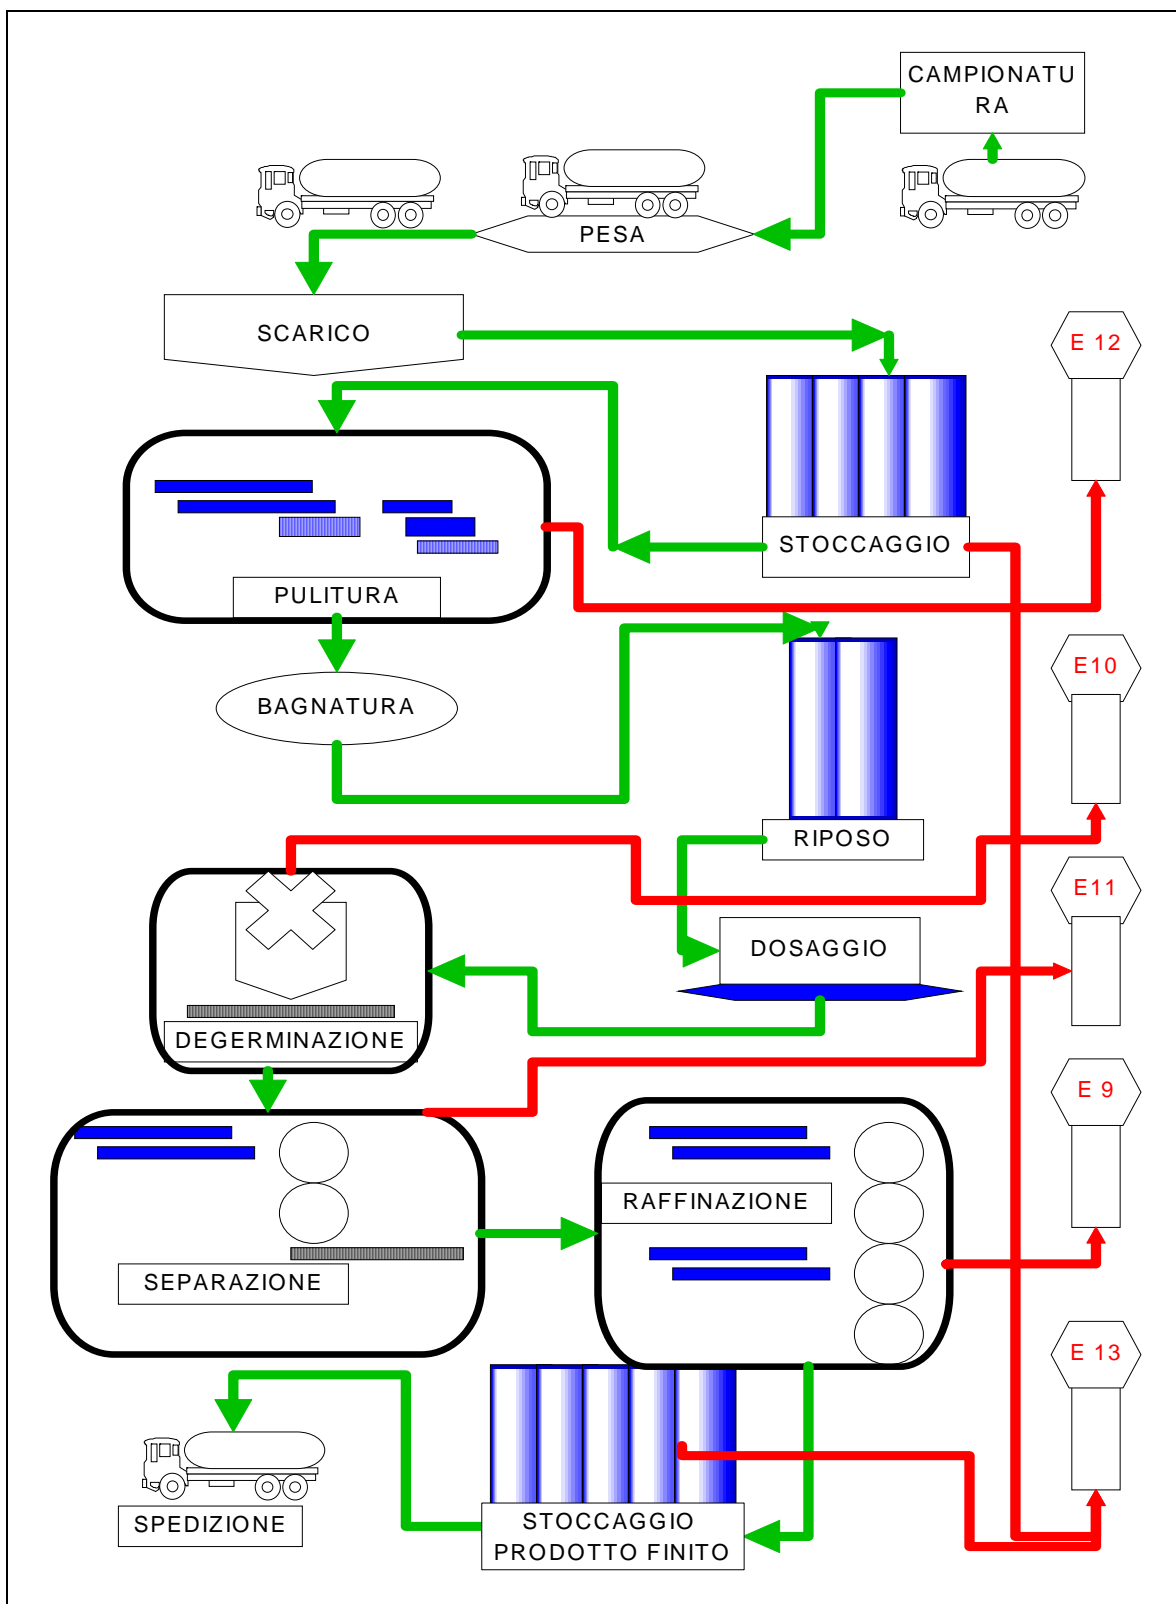 CAMPIONATU
RA
PESA
SCARICO
E 12
STOCCAGGIO
PULITURA
E10
BAGNATURA
RIPOSO
E11
DOSAGGIO
DEGERMINAZIONE
E 9
RAFFINAZIONE
SEPARAZIONE
E 13
SPEDIZIONE
STOCCAGGIO
PRODOTTO FINITO